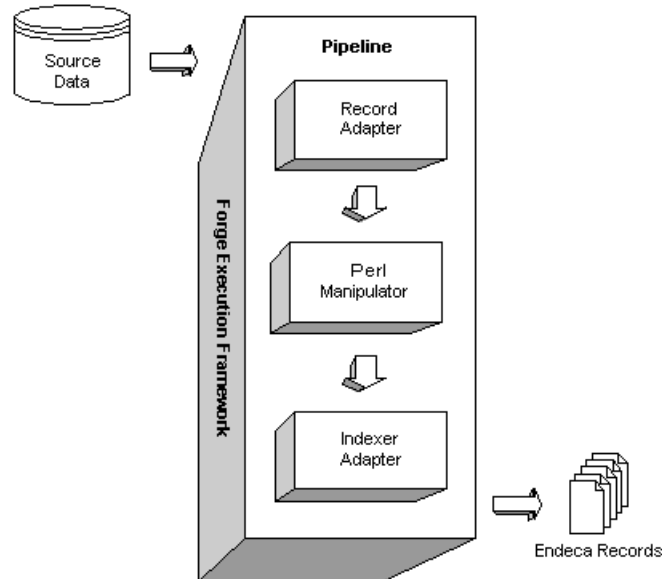 Source
Data
Pipeline
Record
Adapter
Forge Execution Framework
Perl
Manipulator
Indexer
Adapter
Endeca Records